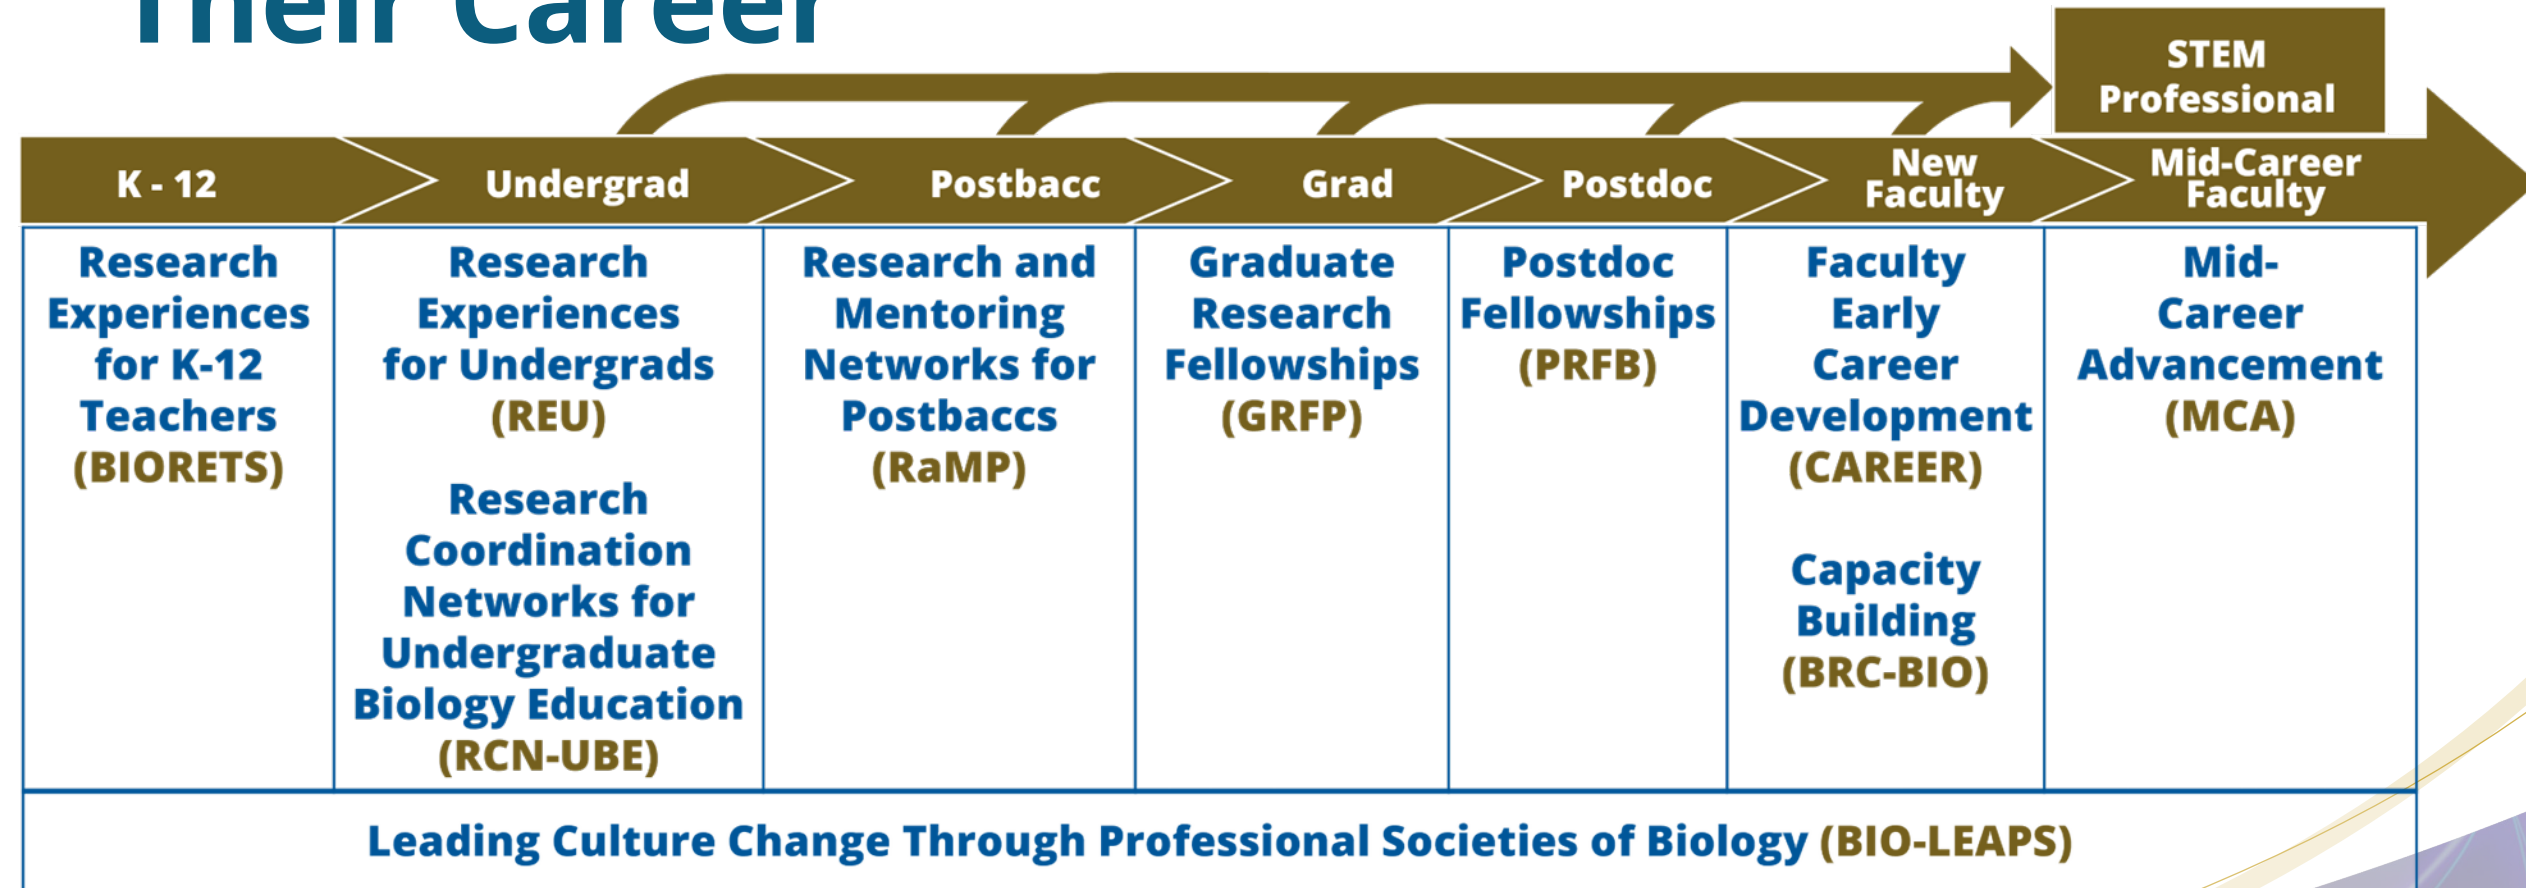 Their Career
STEM
Professional
K - 12
Undergrad
Postbacc
Grad
Postdoc
New
Faculty
Mid-Career
Faculty
Research
Experiences
for K-12
Teachers
(BIORETS)
Research
Experiences
for Undergrads
(REU)
Research
Coordination
Networks for
Undergraduate
Biology Education
(RCN-UBE)
Research and
Mentoring
Networks for
Postbaccs
(RaMP)
Graduate
Research
Fellowships
(GRFP)
Postdoc
Fellowships
(PRFB)
Faculty
Early
Career
Development
(CAREER)
Capacity
Building
(BRC-BIO)
Mid-
Career
Advancement
(MCA)
Leading Culture Change Through Professional Societies of Biology (BIO-LEAPS)